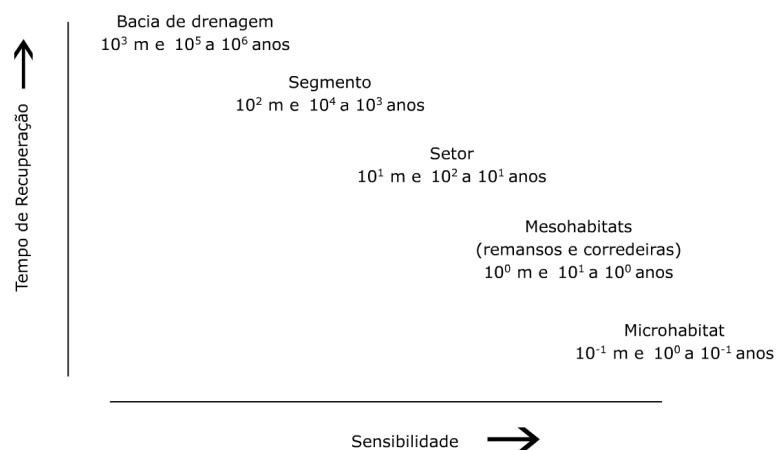 Bacia de drenagem
10³ m e 10⁵ a 10⁶ anos
Segmento
10² m e 10⁴ a 10³ anos
Setor
10¹ m e 10² a 10¹ anos
Mesohabitats
(remansos e corredeiras)
10⁰ m e 10¹ a 10⁰ anos
Microhabitat
10⁻¹ m e 10⁰ a 10⁻¹ anos
Tempo de Recuperação
Sensibilidade